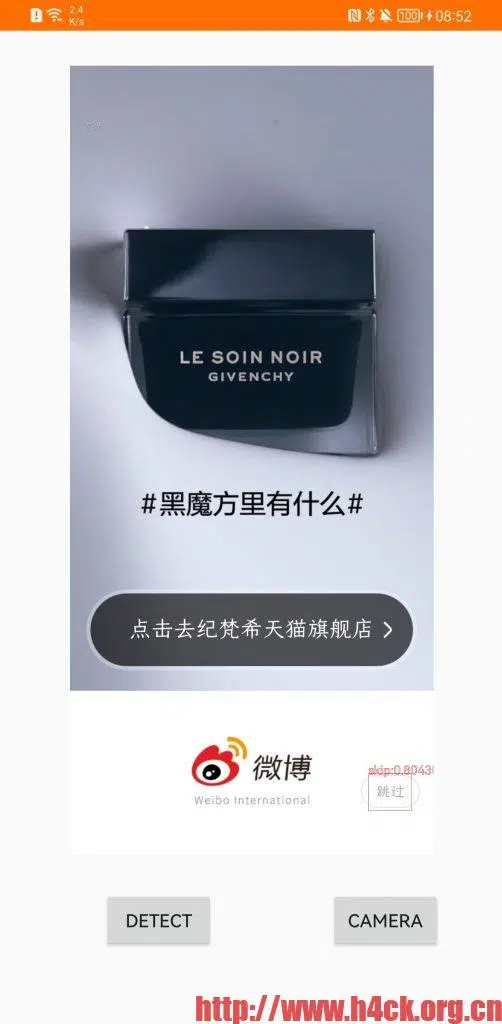 2.4
K/s
100
08:52
广告
LE SOIN NOIR
GIVENCHY
#黑魔方里有什么#
点击去纪梵希天猫旗舰店
微博
Weibo International
skip:0.8043
跳过
DETECT
CAMERA
http://www.h4ck.org.cn